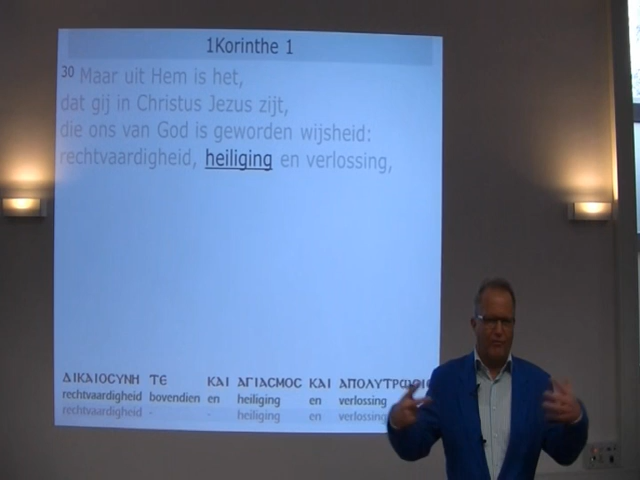 1Korinthe 1
30 Maar uit Hem is het,
dat gij in Christus Jezus zijt,
die ons van God is geworden wijsheid:
rechtvaardigheid, heiliging en verlossing,
ΔΙΚΑΙΟCΥΝΗ ΤΕ ΚΑΙ ΑΓΙΑCΜΟC ΚΑΙ ΑΠΟΛΥΤΡωCΙC
rechtvaardigheid bovendien en heiliging en verlossing
rechtvaardigheid - - heiliging en verlossing